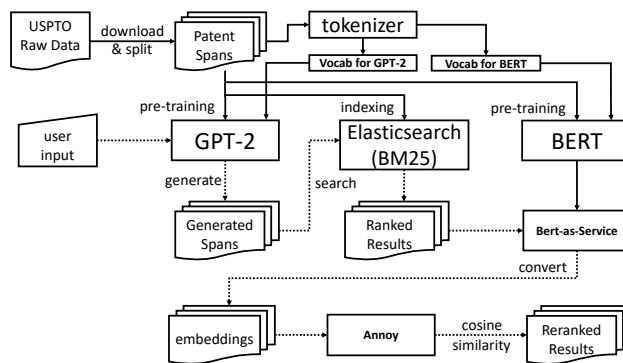 USPTO
Raw Data
download
& split
Patent
Spans
tokenizer
Vocab for GPT-2
Vocab for BERT
pre-training
indexing
pre-training
user
input
GPT-2
Elasticsearch
(BM25)
BERT
generate
search
Generated
Spans
Ranked
Results
Bert-as-Service
convert
embeddings
Annoy
cosine
similarity
Reranked
Results